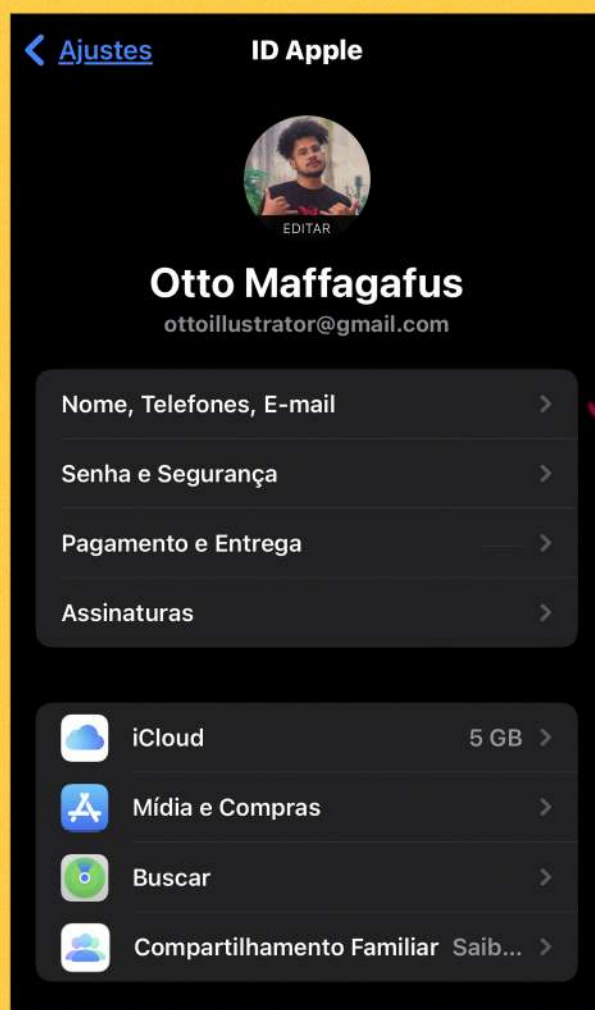 Ajustes ID Apple
EDITAR
Otto Maffagafus
ottoillustrator@gmail.com
Nome, Telefones, E-mail
Senha e Segurança
Pagamento e Entrega
Assinaturas
iCloud 5 GB
Mídia e Compras
Buscar
Compartilhamento Familiar Saib...